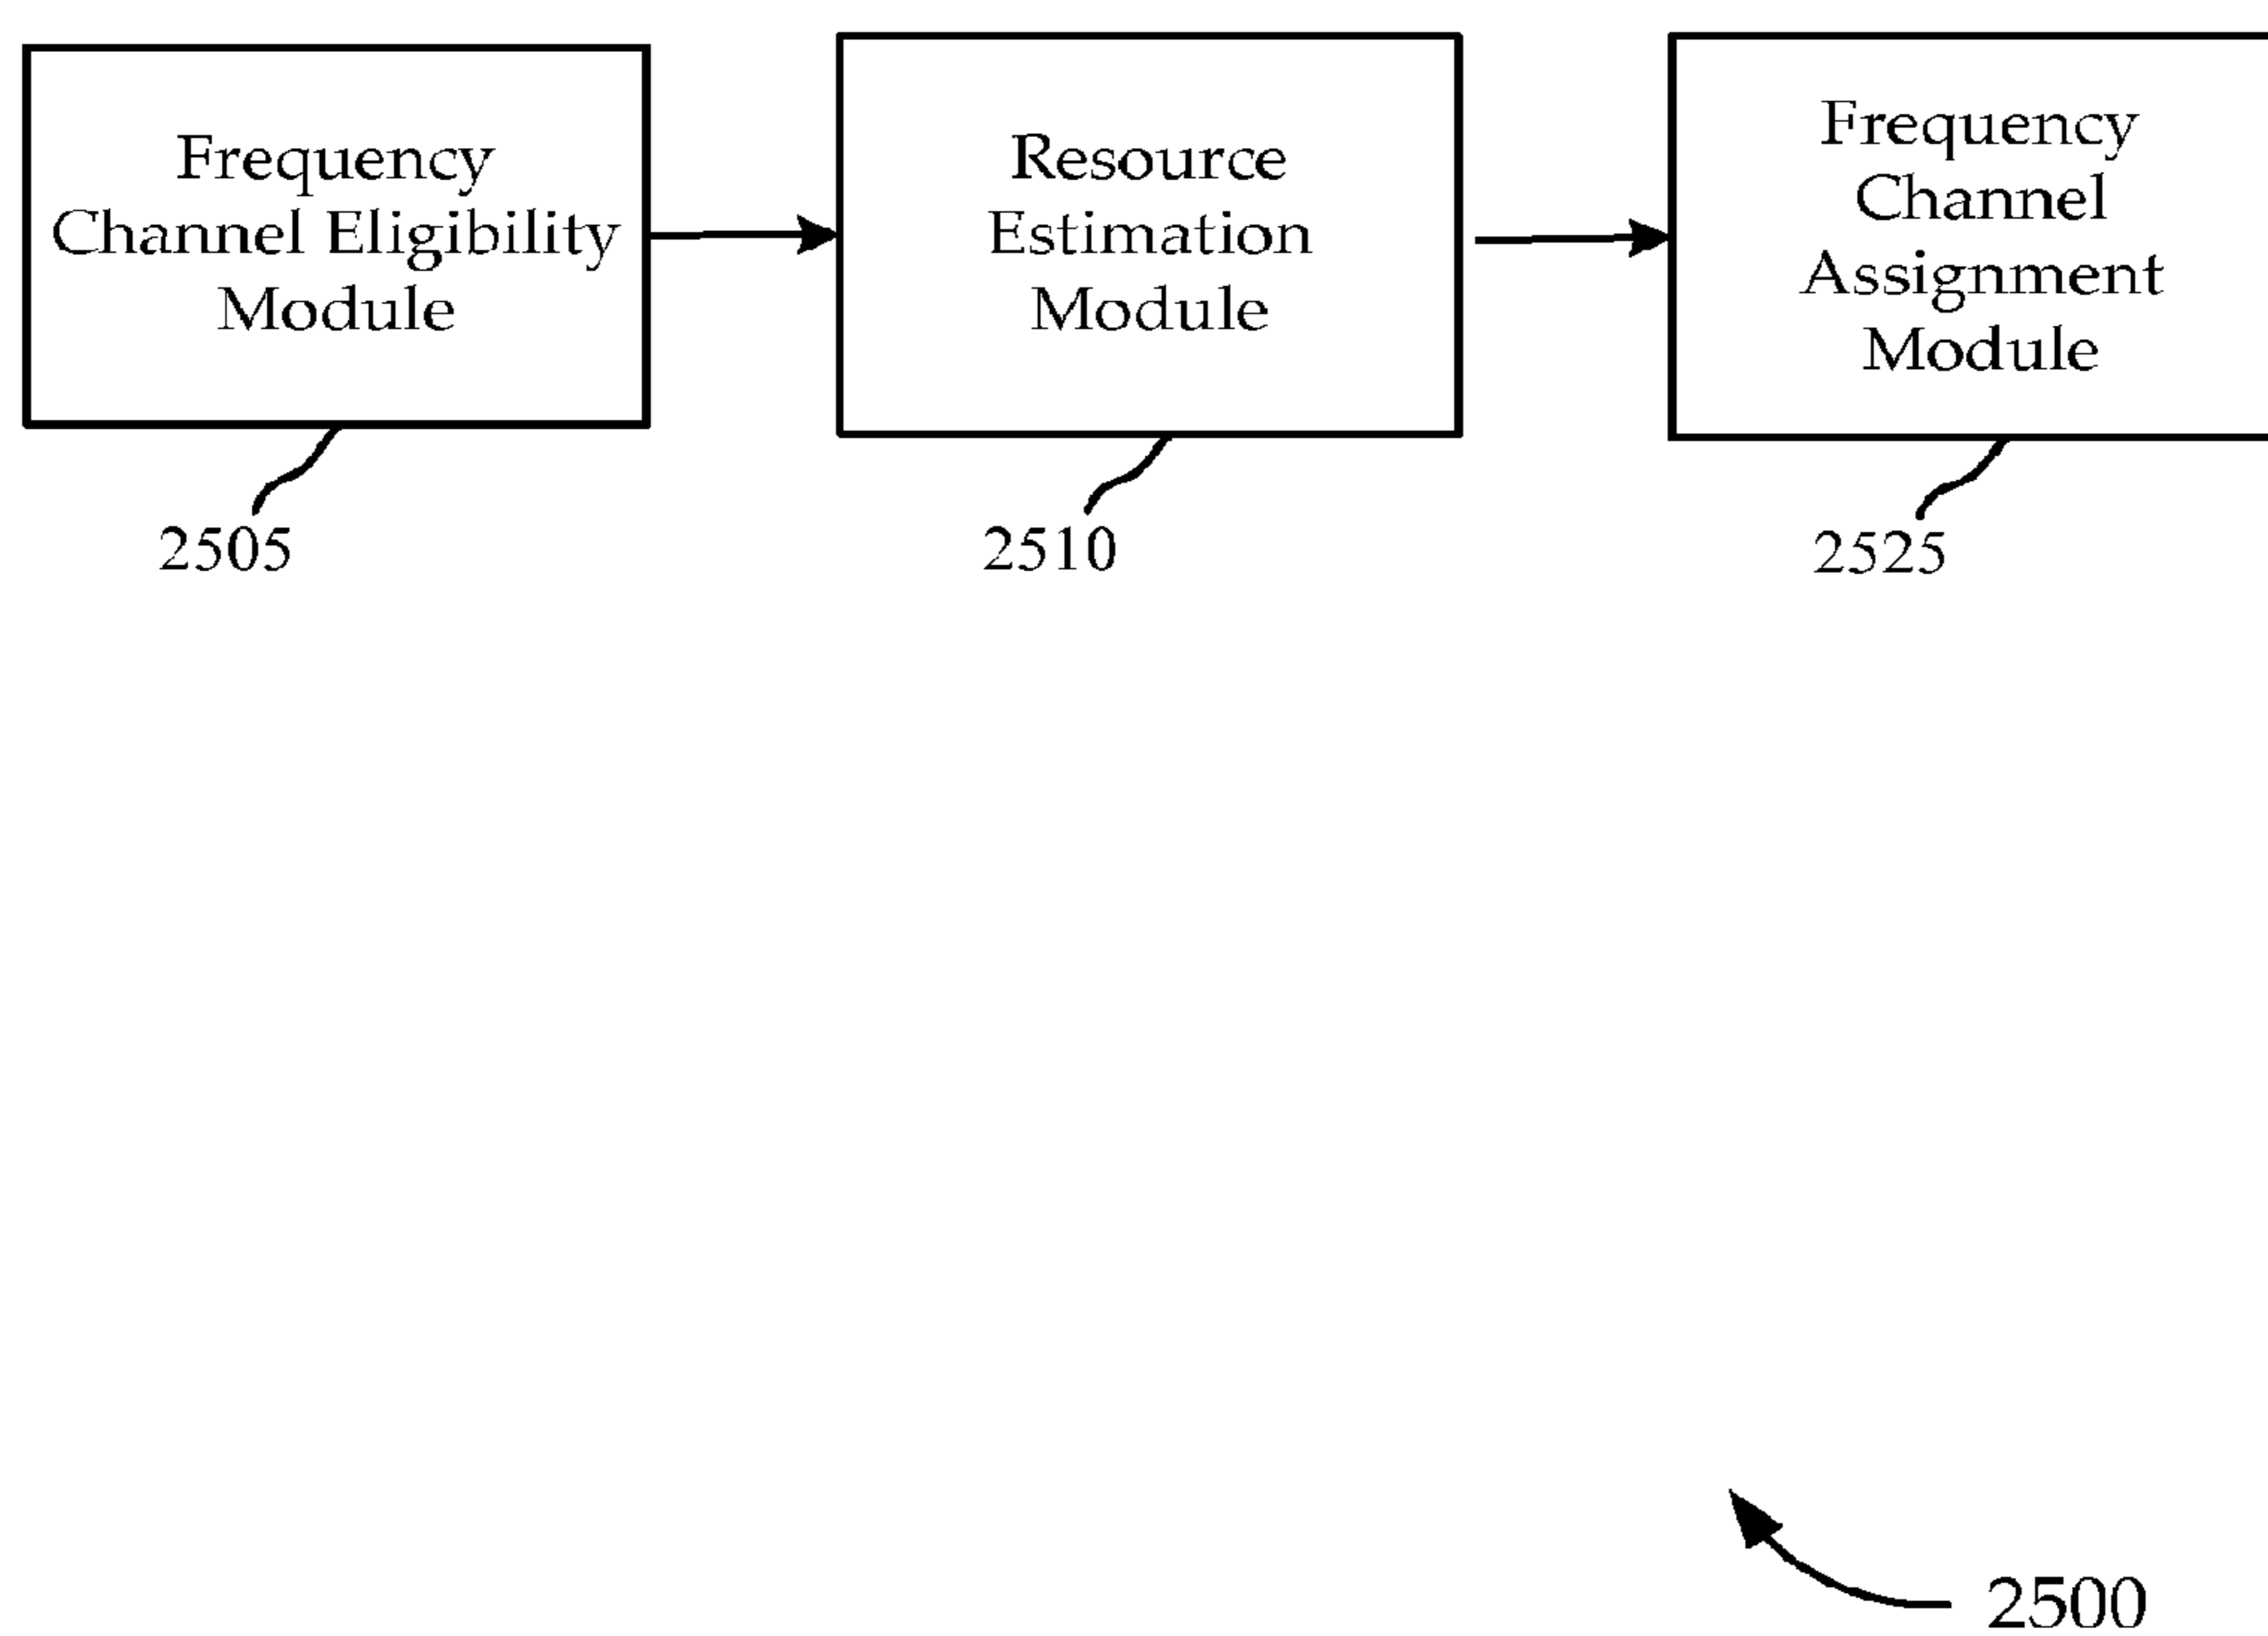 Frequency
Channel Eligibility
Module
Resource
Estimation
Module
Frequency
Channel
Assignment
Module
2505
2510
2525
2500